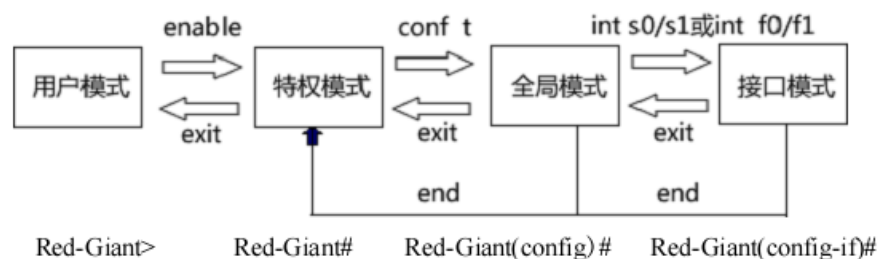 enable conf t int s0/s1或int f0/f1
用户模式 特权模式 全局模式 接口模式
exit exit exit
end end
Red-Giant> Red-Giant# Red-Giant(config)# Red-Giant(config-if)#